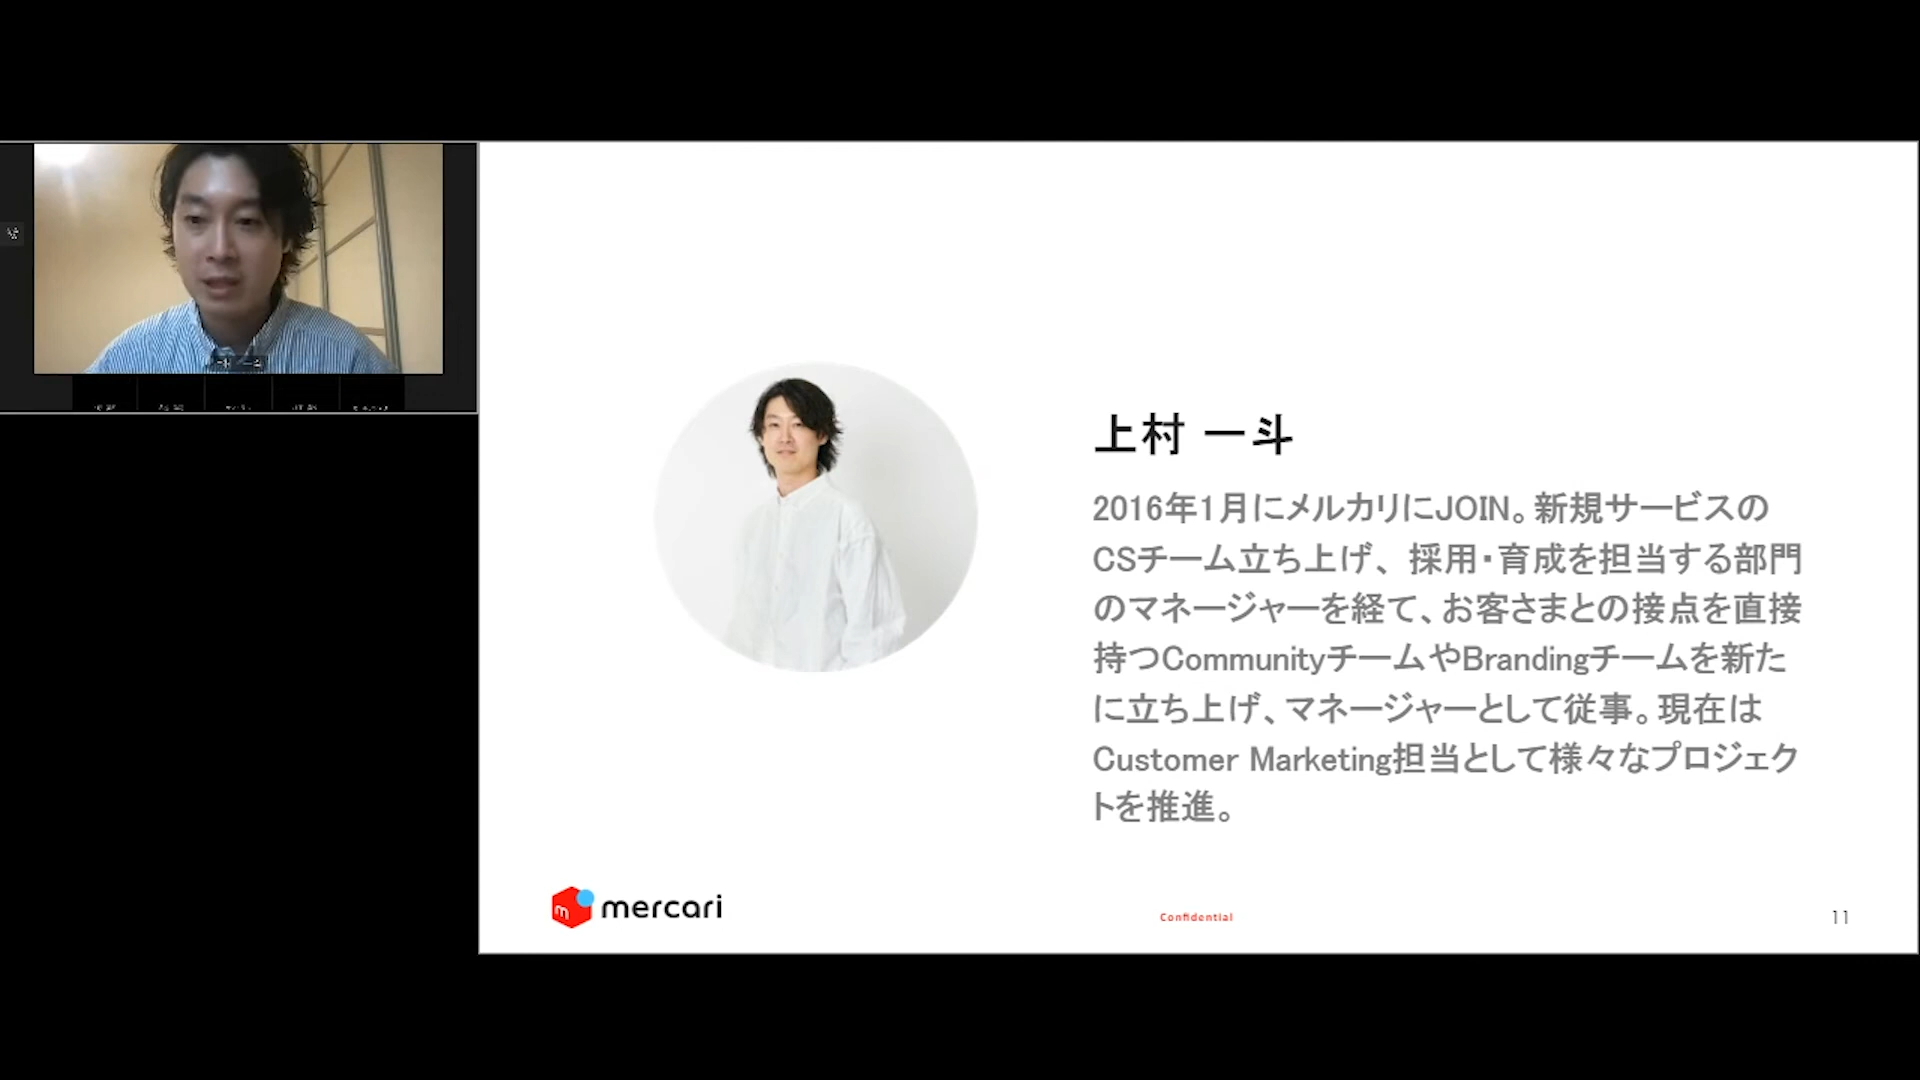 上村 一斗
2016年1月にメルカリにJOIN。新規サービスの
CSチーム立ち上げ、採用・育成を担当する部門
のマネージャーを経て、お客さまとの接点を直接
持つCommunityチームやBrandingチームを新た
に立ち上げ、マネージャーとして従事。現在は
Customer Marketing担当として様々なプロジェク
トを推進。
m mercari
Confidential
11